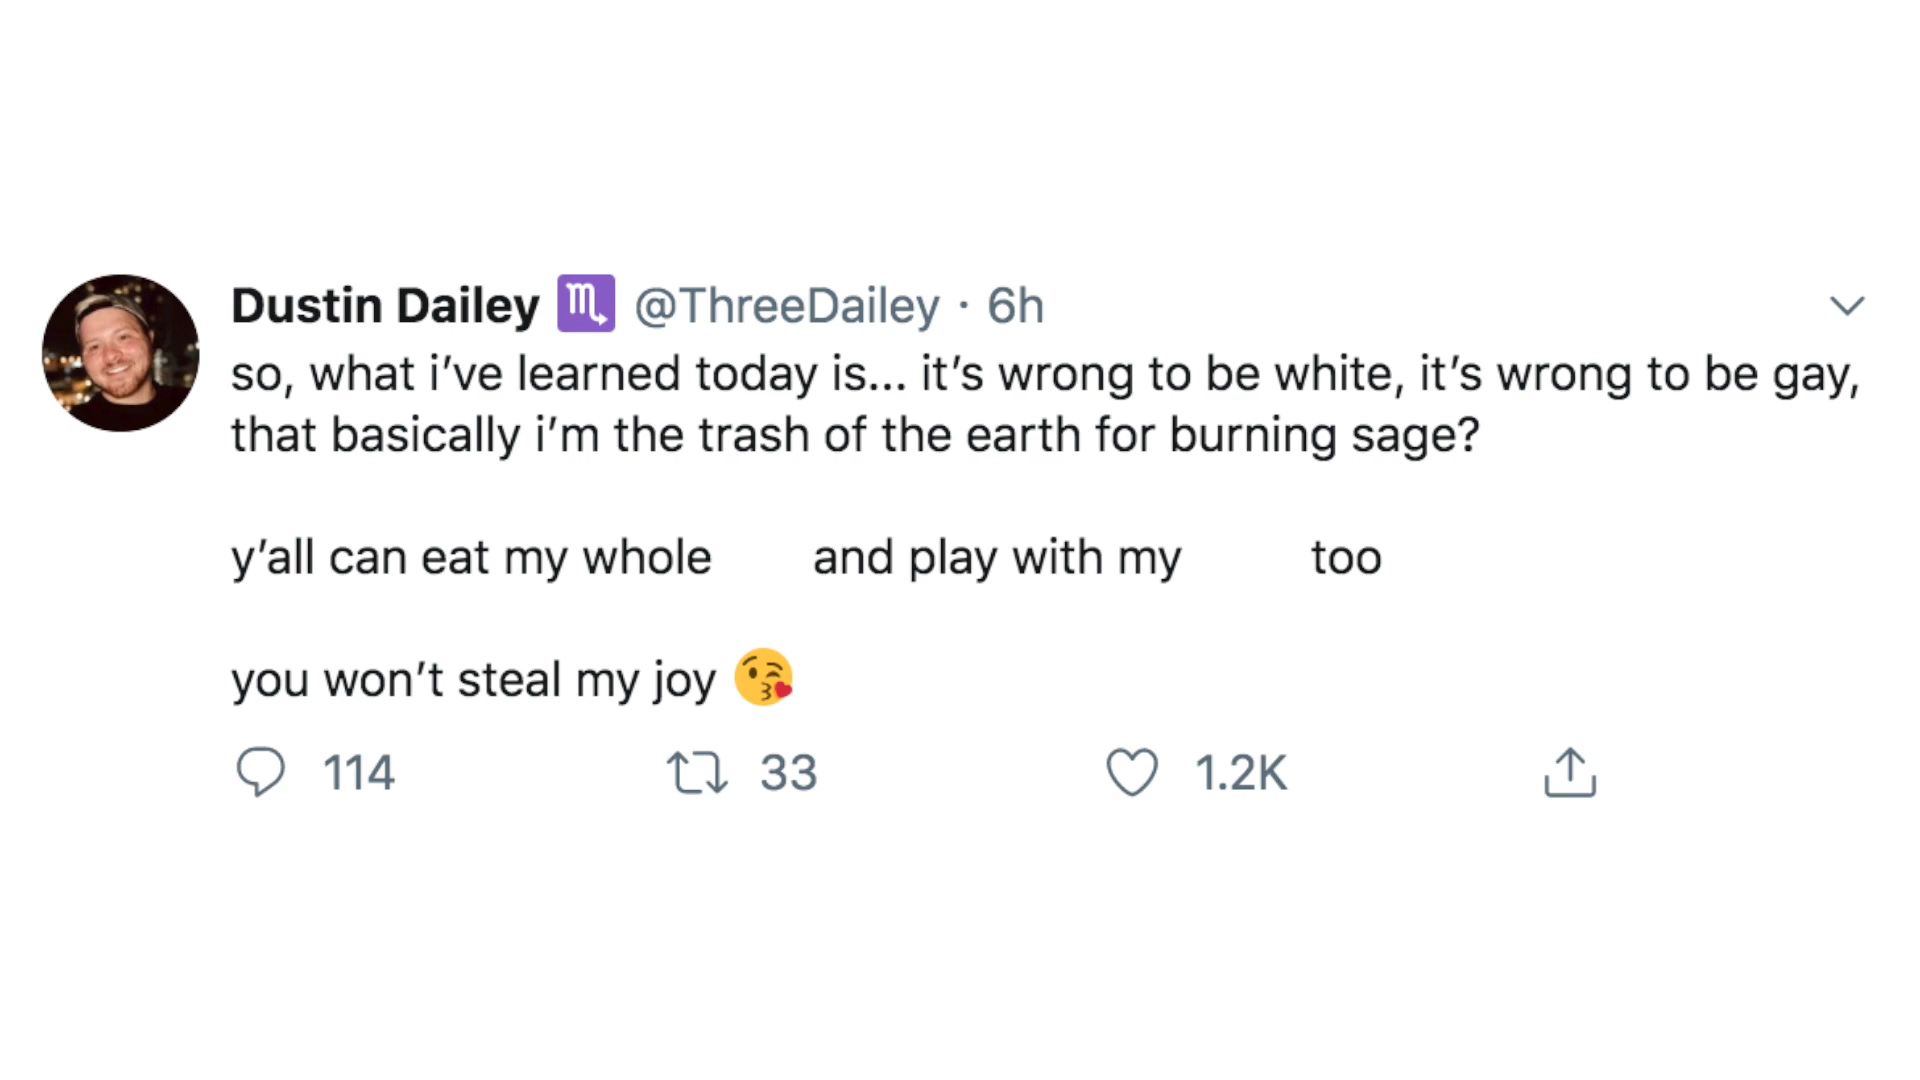 Dustin Dailey ♏ @ThreeDailey · 6h
so, what i’ve learned today is... it’s wrong to be white, it’s wrong to be gay,
that basically i’m the trash of the earth for burning sage?
y’all can eat my whole and play with my too
you won’t steal my joy 😘
114 33 1.2K